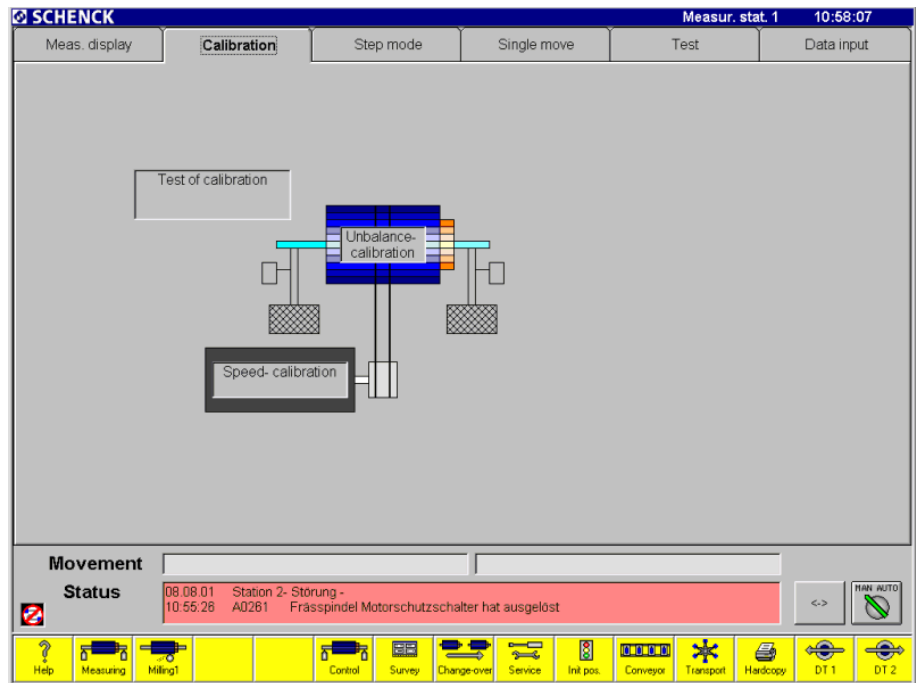 SCHENCK Measur. stat. 1 10:58:07
Meas. display Calibration Step mode Single move Test Data input
Test of calibration
Unbalance-
calibration
Speed- calibration
Movement
Status
08.08.01 Station 2- Störung -
10:55:26 A0261 Frässpindel Motorschutzschalter hat ausgelöst
<->
MAN AUTO
Help Measuring Milling1 Control Survey Change-over Service Init pos. Conveyor Transport Hardcopy DT 1 DT 2